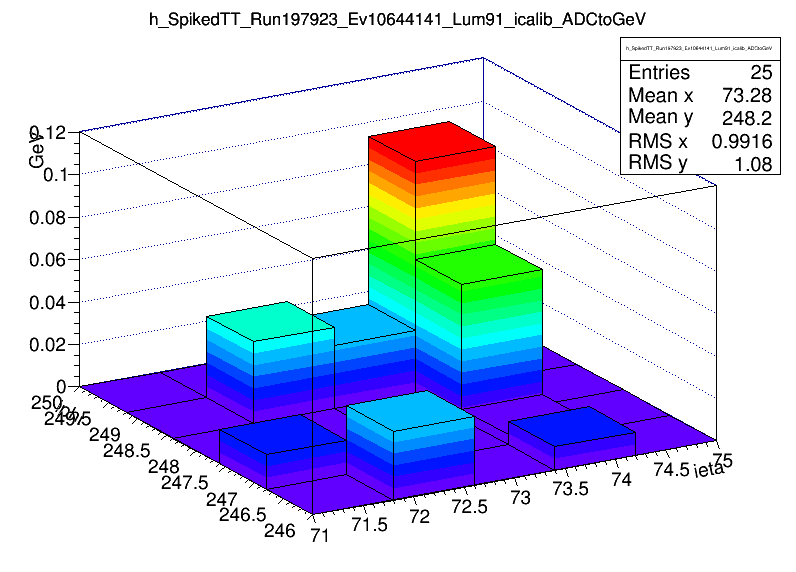 h_SpikedTT_Run197923_Ev10644141_Lum91_icalib_ADCtoGeV
h_SpikedTT_Run197923_Ev10644141_Lum91_icalib_ADCtoGeV
Entries 25
Mean x 73.28
Mean y 248.2
RMS x 0.9916
RMS y 1.08
GeV
0.12
0.1
0.08
0.06
0.04
0.02
0
250
249.5
249
248.5
248
247.5
247
246.5
246
71
71.5
72
72.5
73
73.5
74
74.5
75
ieta